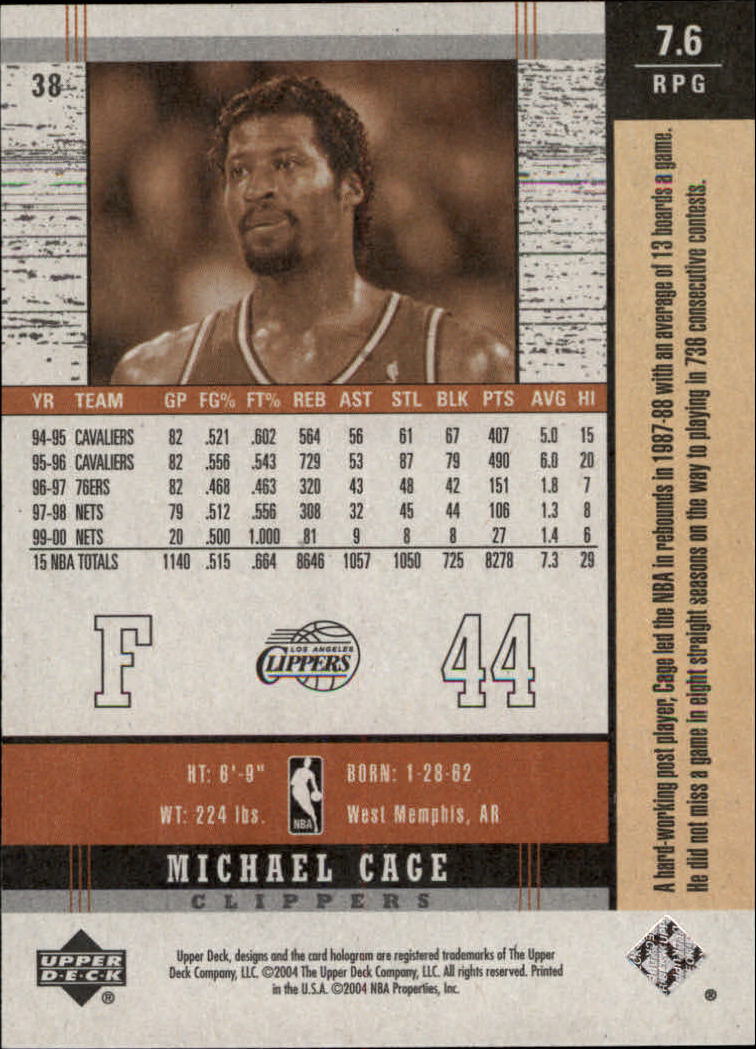 38
7.6
RPG
A hard-working post player, Cage led the NBA in rebounds in 1987-88 with an average of 13 boards a game.
He did not miss a game in eight straight seasons on the way to playing in 738 consecutive contests.
YR TEAM GP FG% FT% REB AST STL BLK PTS AVG HI
94-95 CAVALIERS 82 .521 .602 564 56 61 67 407 5.0 15
95-96 CAVALIERS 82 .556 .543 729 53 87 79 490 6.0 20
96-97 76ERS 82 .468 .463 320 43 48 42 151 1.8 7
97-98 NETS 79 .512 .556 308 32 45 44 106 1.3 8
99-00 NETS 20 .500 1.000 81 9 8 8 27 1.4 6
15 NBA TOTALS 1140 .515 .664 8646 1057 1050 725 8278 7.3 29
F
LOS ANGELES
CLIPPERS
44
HT: 6'-9" BORN: 1-28-62
WT: 224 lbs. West Memphis, AR
NBA
MICHAEL CAGE
CLIPPERS
UPPER
D·E·C·K
®
Upper Deck, designs and the card hologram are registered trademarks of The Upper
Deck Company, LLC. ©2004 The Upper Deck Company, LLC. All rights reserved. Printed
in the U.S.A. ©2004 NBA Properties, Inc.
®